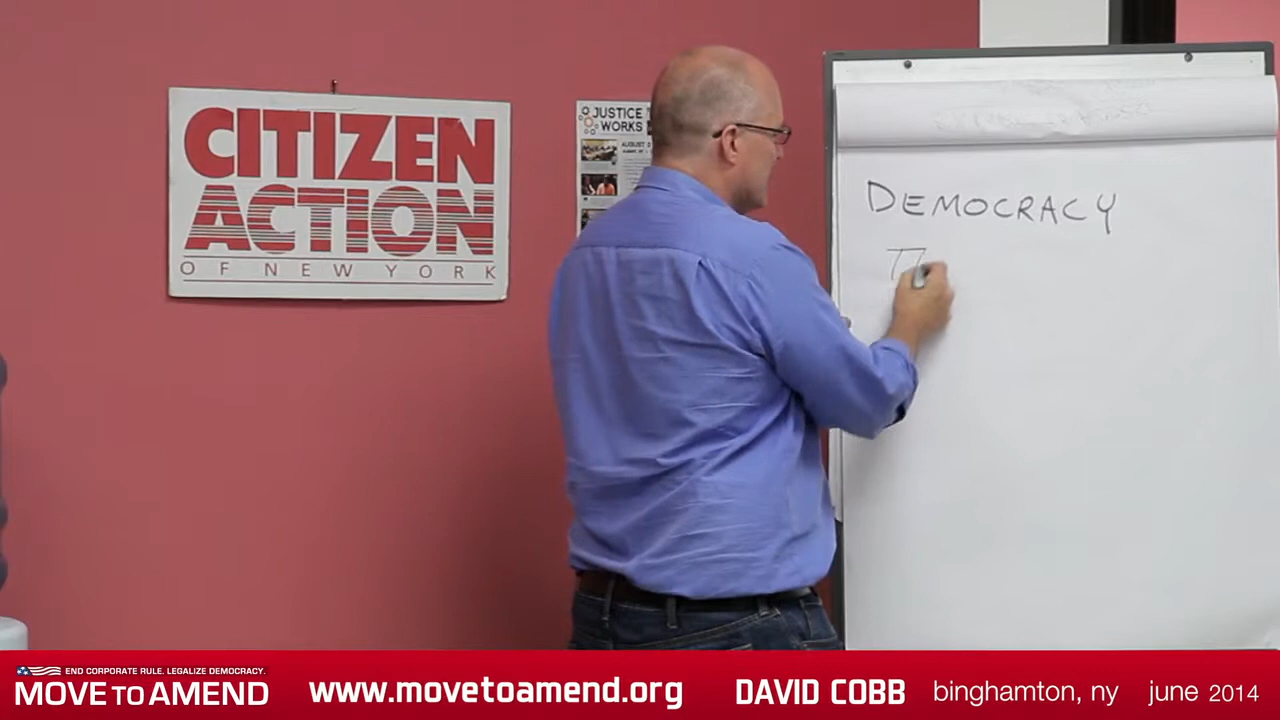 CITIZEN
ACTION
OF NEW YORK
JUSTICE
WORKS
DEMOCRACY
END CORPORATE RULE. LEGALIZE DEMOCRACY.
MOVE TO AMEND
www.movetoamend.org
DAVID COBB
binghamton, ny
june 2014